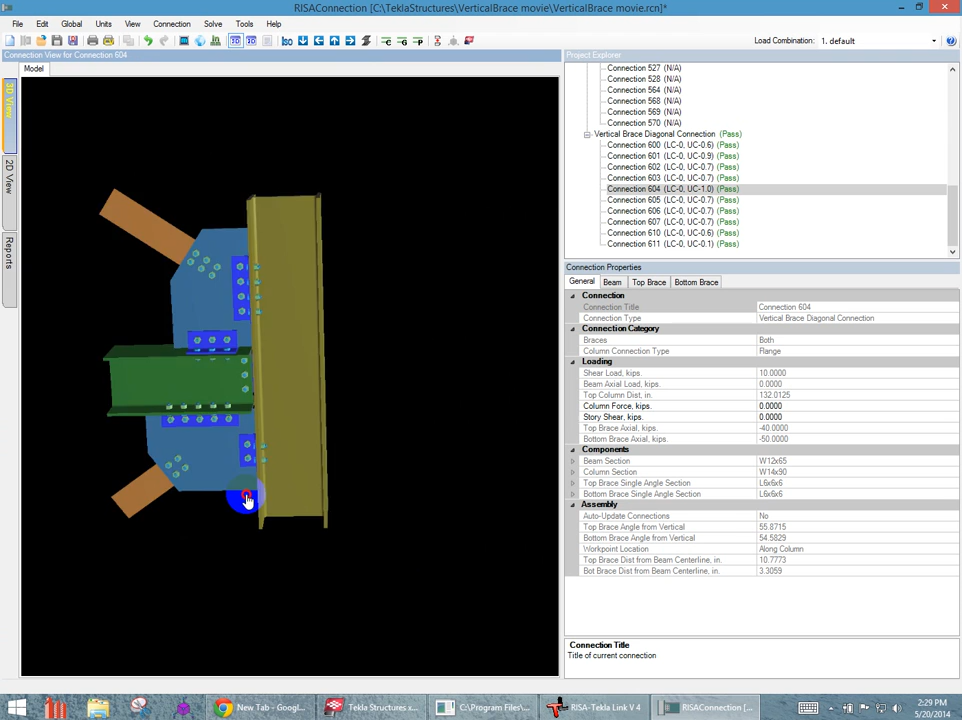 RISAConnection [C:\TeklaStructures\VerticalBrace movie\VerticalBrace movie.rcn]*
File Edit Global Units View Connection Solve Tools Help
Load Combination: 1. default
Connection View for Connection 604
Project Explorer
Model
3D View
2D View
Reports
Connection 527 (N/A)
Connection 528 (N/A)
Connection 564 (N/A)
Connection 568 (N/A)
Connection 569 (N/A)
Connection 570 (N/A)
Vertical Brace Diagonal Connection (Pass)
Connection 600 (LC-0, UC-0.6) (Pass)
Connection 601 (LC-0, UC-0.9) (Pass)
Connection 602 (LC-0, UC-0.7) (Pass)
Connection 603 (LC-0, UC-0.7) (Pass)
Connection 604 (LC-0, UC-1.0) (Pass)
Connection 605 (LC-0, UC-0.7) (Pass)
Connection 606 (LC-0, UC-0.7) (Pass)
Connection 607 (LC-0, UC-0.7) (Pass)
Connection 610 (LC-0, UC-0.6) (Pass)
Connection 611 (LC-0, UC-0.1) (Pass)
Connection Properties
General Beam Top Brace Bottom Brace
Connection
Connection Title Connection 604
Connection Type Vertical Brace Diagonal Connection
Connection Category
Braces Both
Column Connection Type Flange
Loading
Shear Load, kips. 10.0000
Beam Axial Load, kips. 0.0000
Top Column Dist, in. 132.0125
Column Force, kips. 0.0000
Story Shear, kips. 0.0000
Top Brace Axial, kips. -40.0000
Bottom Brace Axial, kips. -50.0000
Components
Beam Section W12x65
Column Section W14x90
Top Brace Single Angle Section L6x6x6
Bottom Brace Single Angle Section L6x6x6
Assembly
Auto-Update Connections No
Top Brace Angle from Vertical 55.8715
Bottom Brace Angle from Vertical 54.5829
Workpoint Location Along Column
Top Brace Dist from Beam Centerline, in. 10.7773
Bot Brace Dist from Beam Centerline, in. 3.3059
Connection Title
Title of current connection
New Tab - Googl...
Tekla Structures x...
C:\Program Files\...
RISA-Tekla Link V 4
RISAConnection [...
2:29 PM
5/20/2014